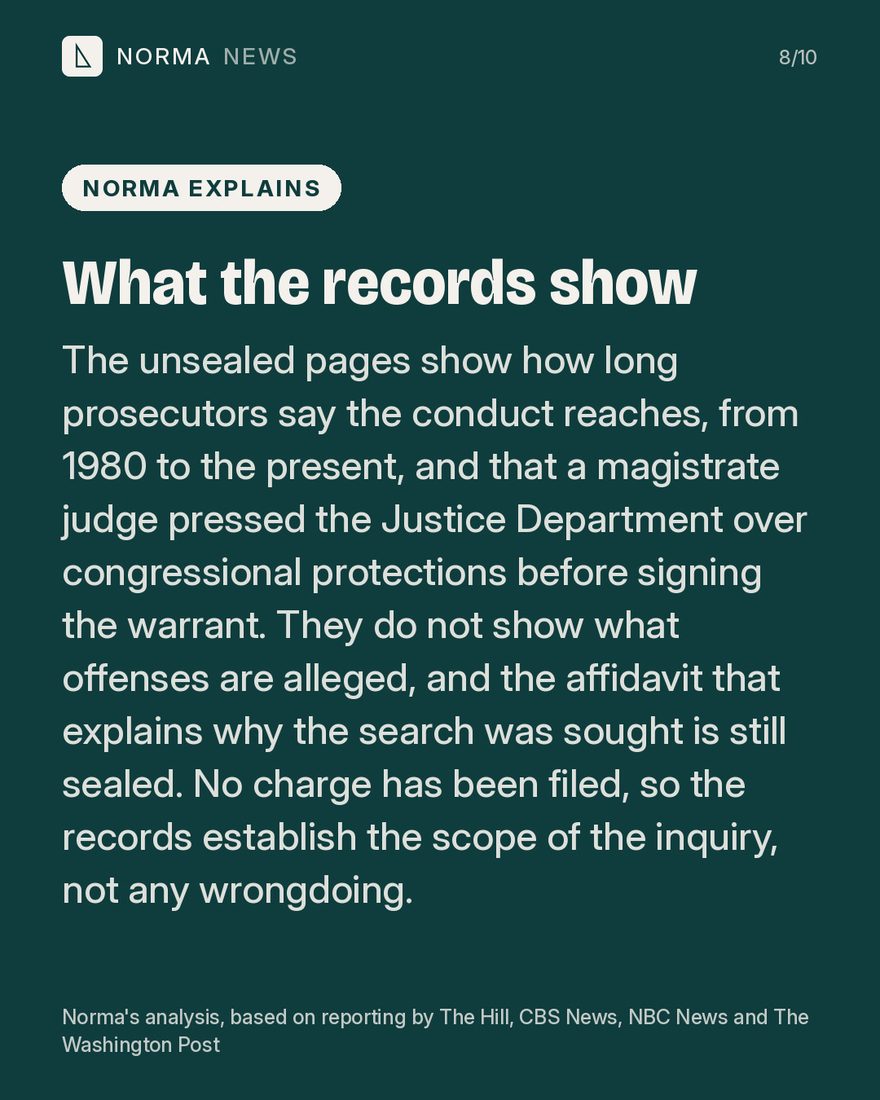 NORMA NEWS
8/10
NORMA EXPLAINS
What the records show
The unsealed pages show how long
prosecutors say the conduct reaches, from
1980 to the present, and that a magistrate
judge pressed the Justice Department over
congressional protections before signing
the warrant. They do not show what
offenses are alleged, and the affidavit that
explains why the search was sought is still
sealed. No charge has been filed, so the
records establish the scope of the inquiry,
not any wrongdoing.
Norma's analysis, based on reporting by The Hill, CBS News, NBC News and The
Washington Post